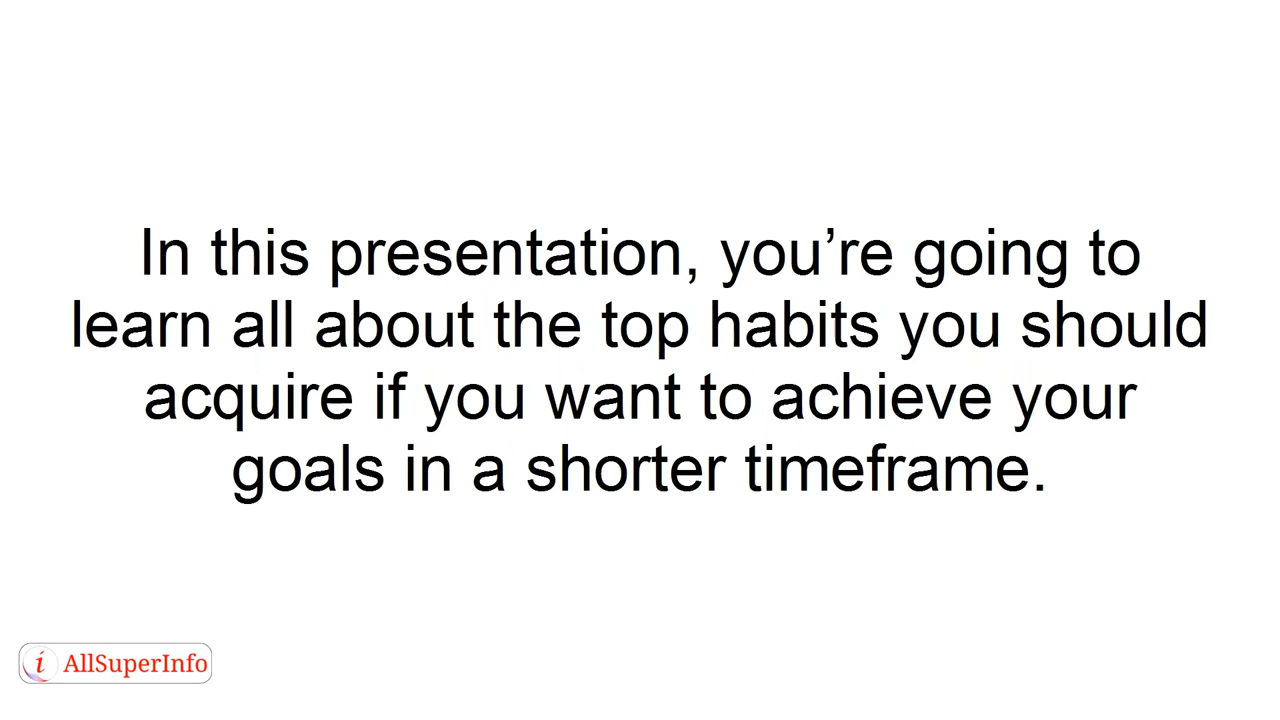 In this presentation, you’re going to
learn all about the top habits you should
acquire if you want to achieve your
goals in a shorter timeframe.
i AllSuperInfo